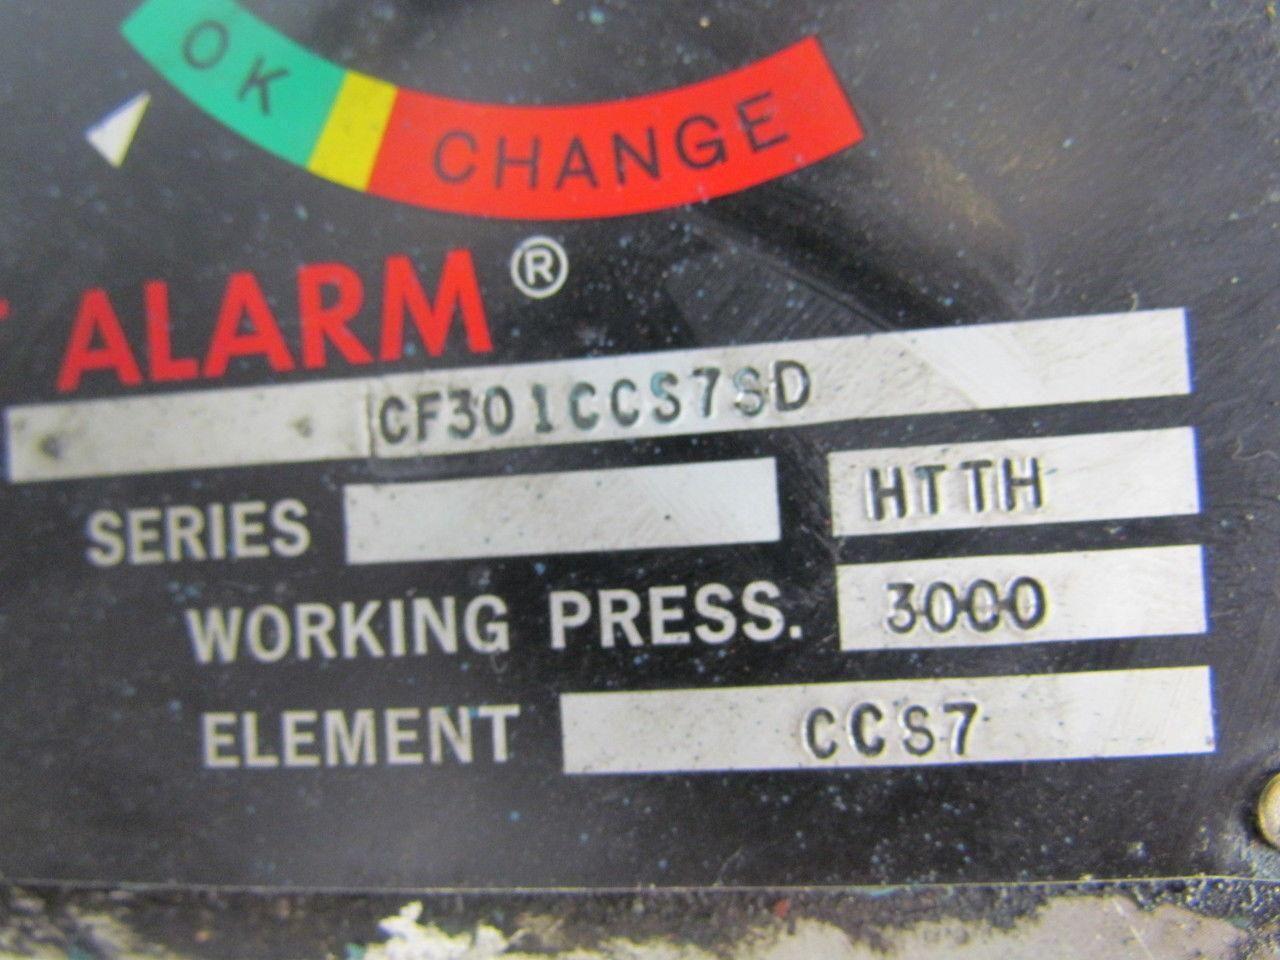 OK CHANGE
ALARM®
CF301CCS7SD
SERIES HTTH
WORKING PRESS. 3000
ELEMENT CCS7